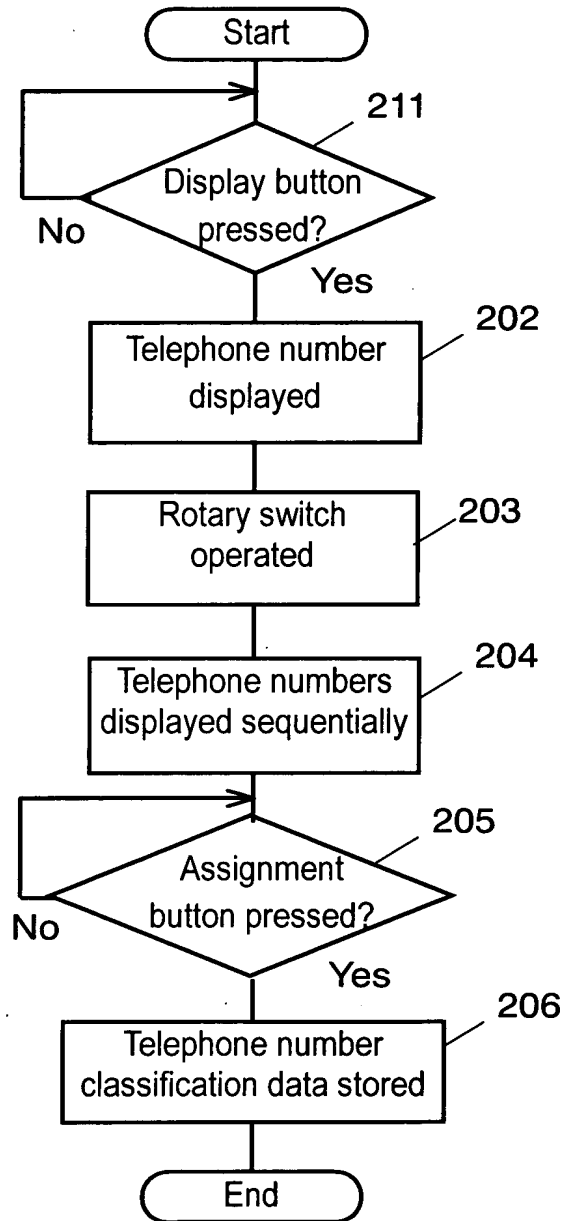 Start
211
Display button
pressed?
No
Yes
202
Telephone number
displayed
Rotary switch
operated
203
204
Telephone numbers
displayed sequentially
205
Assignment
button pressed?
No
Yes
206
Telephone number
classification data stored
End